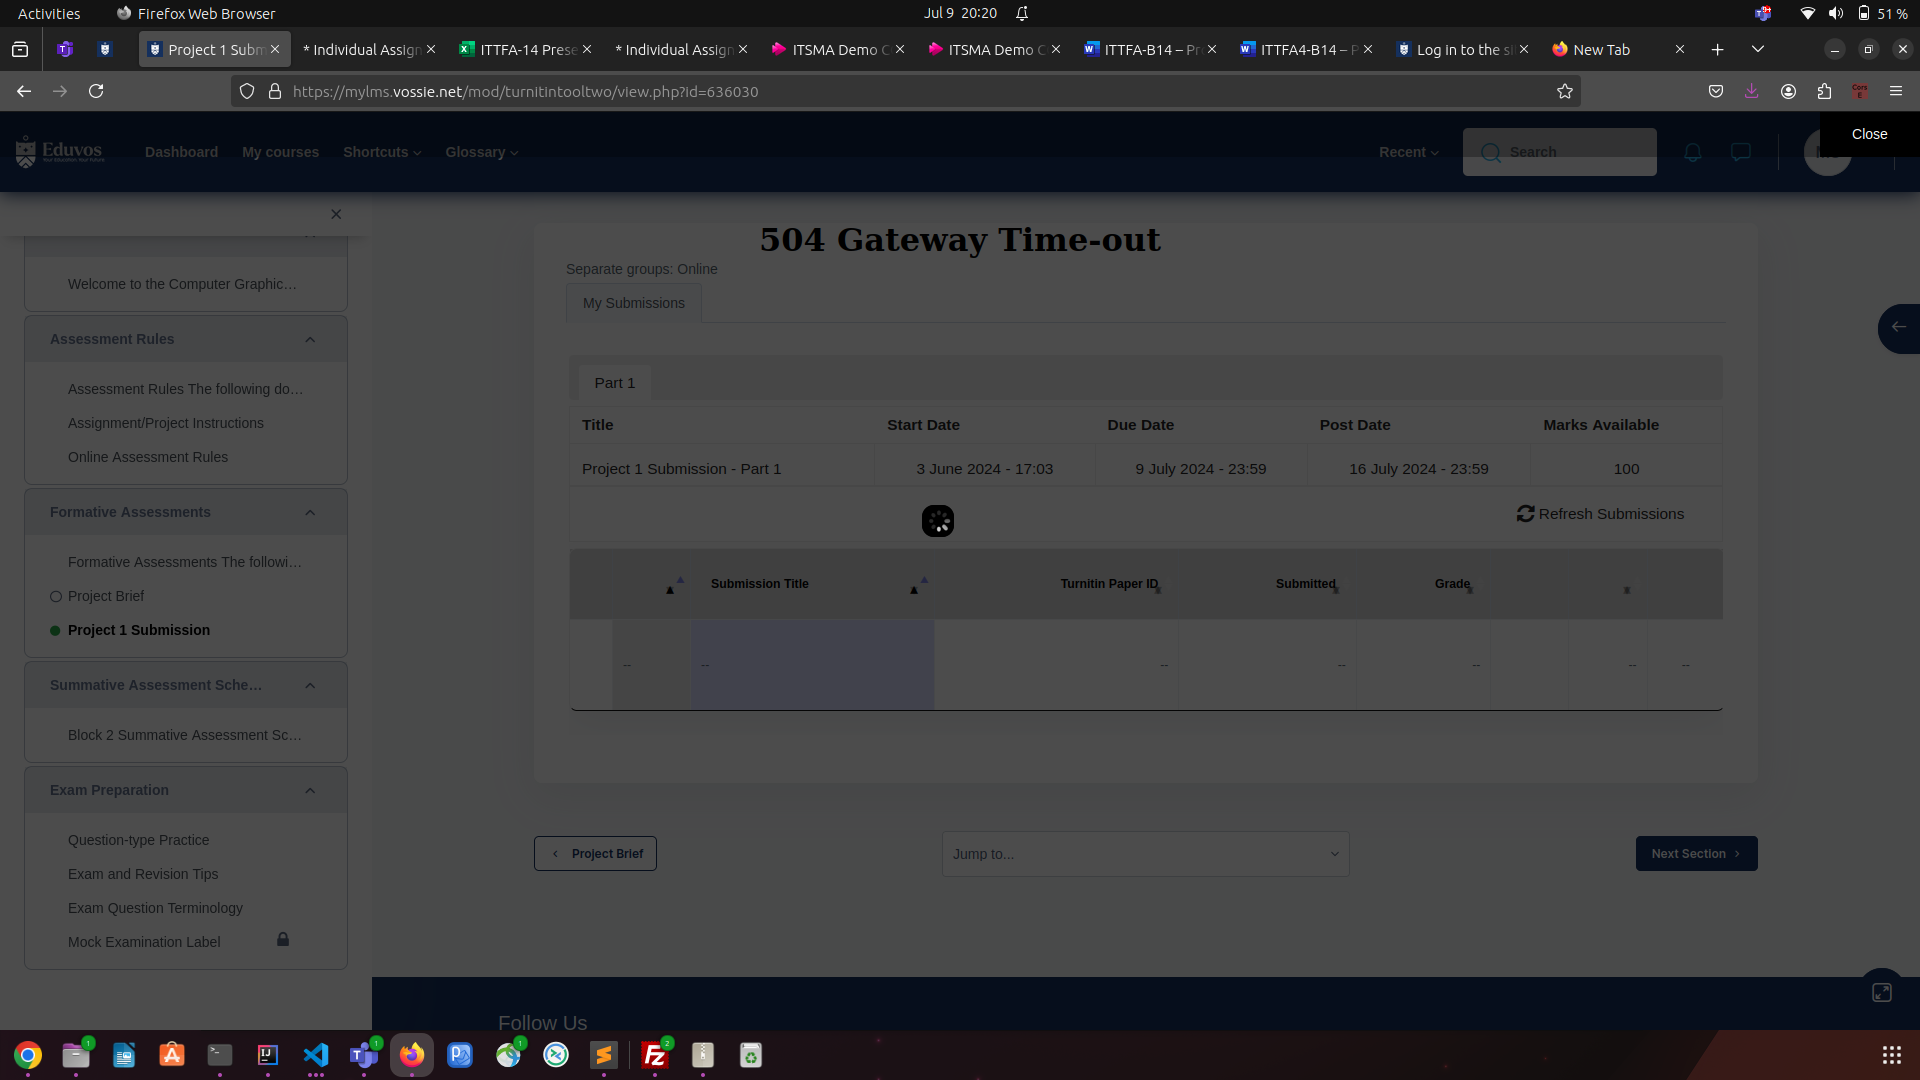 Activities
Firefox Web Browser
Jul 9 20:20
51 %
Project 1 Subm
* Individual Assign
ITTFA-14 Prese
* Individual Assign
ITSMA Demo C
ITSMA Demo C
ITTFA-B14 – Pr
ITTFA4-B14 – P
Log in to the si
New Tab
https://mylms.vossie.net/mod/turnitintooltwo/view.php?id=636030
Eduvos
Dashboard
My courses
Shortcuts
Glossary
Recent
Search
Close
504 Gateway Time-out
Separate groups: Online
My Submissions
Welcome to the Computer Graphic...
Assessment Rules
Assessment Rules The following do...
Assignment/Project Instructions
Online Assessment Rules
Formative Assessments
Formative Assessments The followi...
Project Brief
Project 1 Submission
Summative Assessment Sche...
Block 2 Summative Assessment Sc...
Exam Preparation
Question-type Practice
Exam and Revision Tips
Exam Question Terminology
Mock Examination Label
Part 1
Title Start Date Due Date Post Date Marks Available
Project 1 Submission - Part 1 3 June 2024 - 17:03 9 July 2024 - 23:59 16 July 2024 - 23:59 100
Refresh Submissions
Submission Title Turnitin Paper ID Submitted Grade
-- -- -- -- -- -- --
Project Brief
Jump to...
Next Section
Follow Us